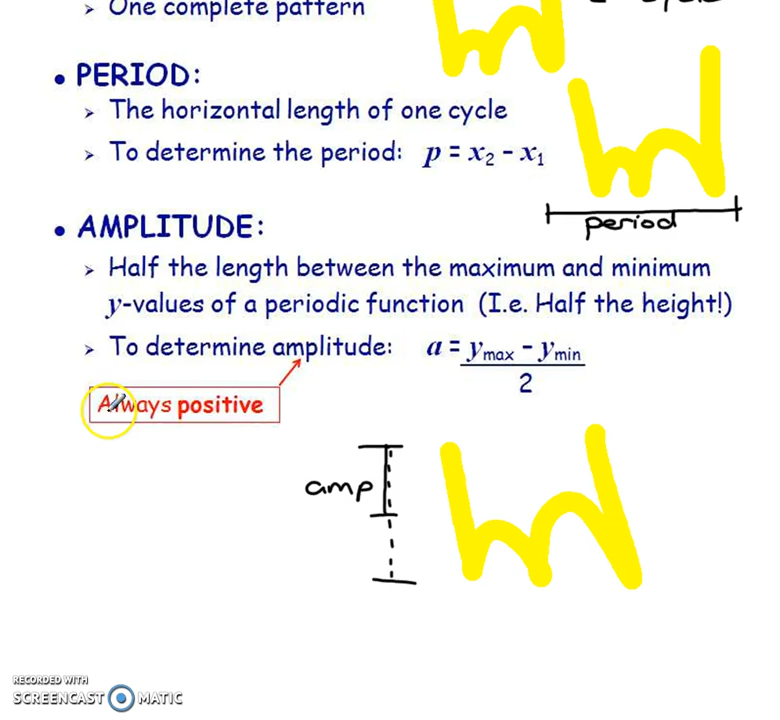 ➢ One complete pattern
• PERIOD:
➢ The horizontal length of one cycle
➢ To determine the period: p = x₂ - x₁
period
• AMPLITUDE:
➢ Half the length between the maximum and minimum
y-values of a periodic function (I.e. Half the height!)
➢ To determine amplitude: a = y_max - y_min
2
Always positive
amp
RECORDED WITH
SCREENCAST MATIC